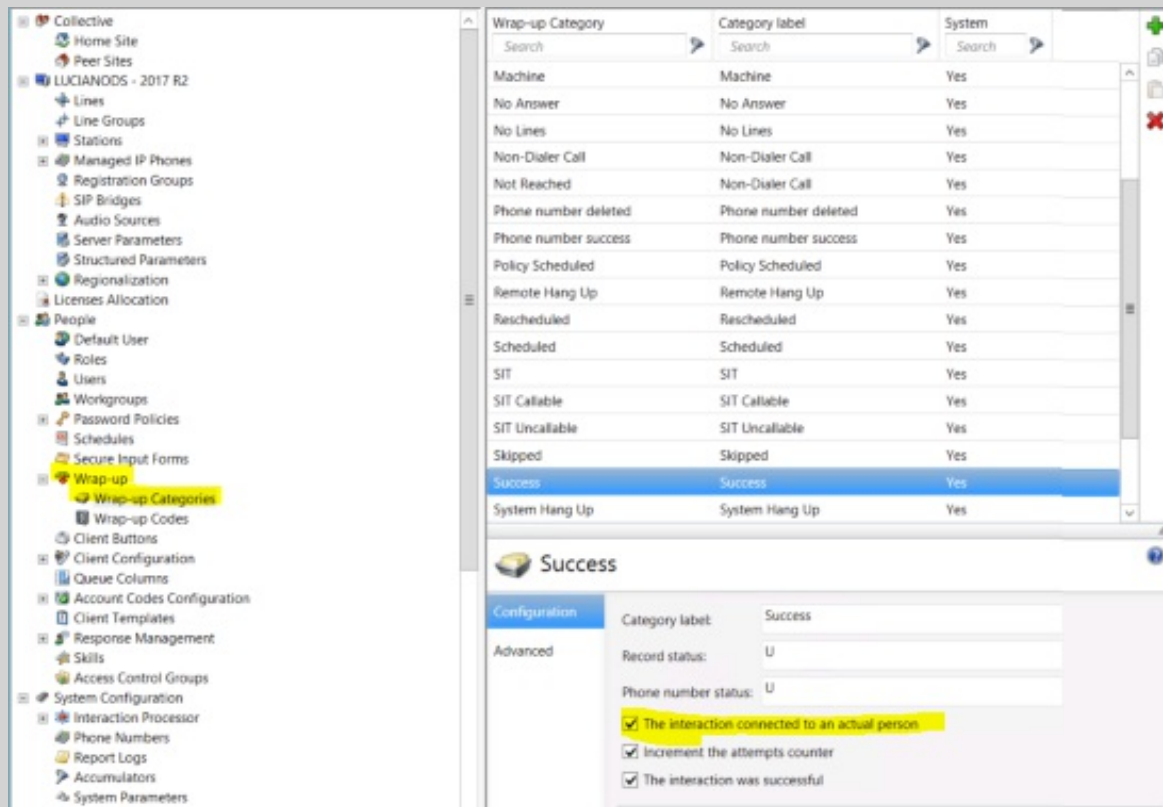 Collective
Home Site
Peer Sites
LUCIANODS - 2017 R2
Lines
Line Groups
Stations
Managed IP Phones
Registration Groups
SIP Bridges
Audio Sources
Server Parameters
Structured Parameters
Regionalization
Licenses Allocation
People
Default User
Roles
Users
Workgroups
Password Policies
Schedules
Secure Input Forms
Wrap-up
Wrap-up Categories
Wrap-up Codes
Client Buttons
Client Configuration
Queue Columns
Account Codes Configuration
Client Templates
Response Management
Skills
Access Control Groups
System Configuration
Interaction Processor
Phone Numbers
Report Logs
Accumulators
System Parameters
Wrap-up Category Category label System
Search Search Search
Machine Machine Yes
No Answer No Answer Yes
No Lines No Lines Yes
Non-Dialer Call Non-Dialer Call Yes
Not Reached Non-Dialer Call Yes
Phone number deleted Phone number deleted Yes
Phone number success Phone number success Yes
Policy Scheduled Policy Scheduled Yes
Remote Hang Up Remote Hang Up Yes
Rescheduled Rescheduled Yes
Scheduled Scheduled Yes
SIT SIT Yes
SIT Callable SIT Callable Yes
SIT Uncallable SIT Uncallable Yes
Skipped Skipped Yes
Success Success Yes
System Hang Up System Hang Up Yes
Success
Configuration
Advanced
Category label: Success
Record status: U
Phone number status: U
The interaction connected to an actual person
Increment the attempts counter
The interaction was successful